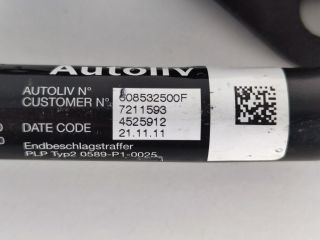 Autoliv
AUTOLIV N° 608532500F
CUSTOMER N° 7211593
4525912
DATE CODE 21.11.11
Endbeschlagstraffer
PLP Typ2 0589-P1-0025